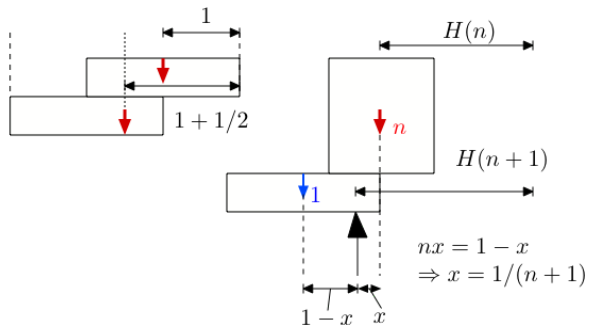 1
1 + 1/2
H(n)
n
H(n + 1)
1
nx = 1 − x
⇒ x = 1/(n + 1)
1 − x
x